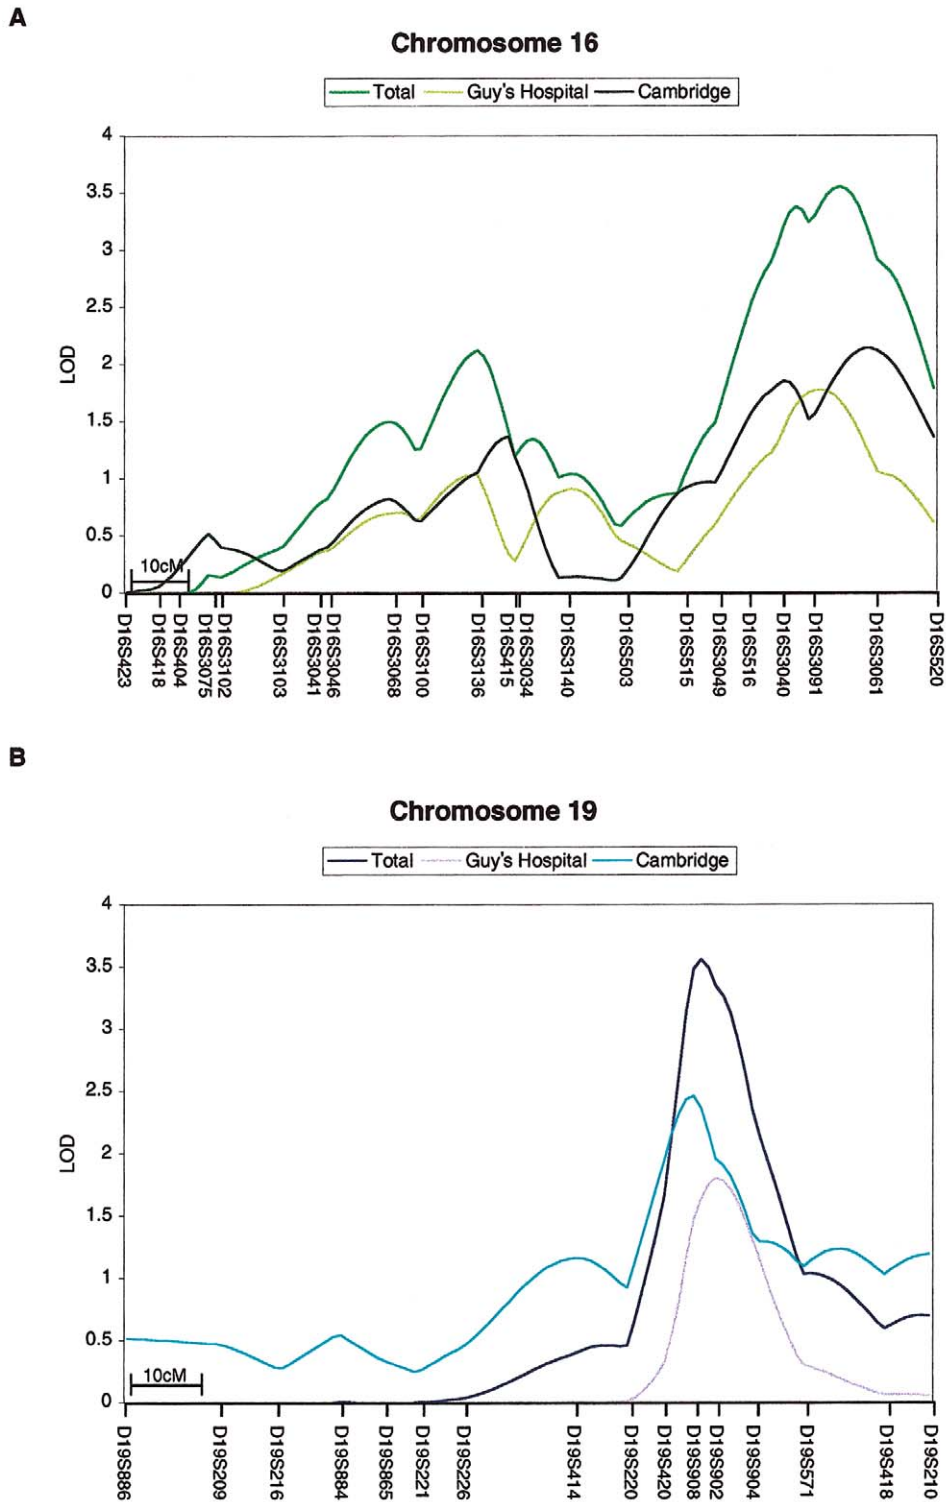 A
Chromosome 16
Total Guy's Hospital Cambridge
4
3.5
3
2.5
2
1.5
1
0.5
0
LOD
10cM
D16S423
D16S418
D16S404
D16S3075
D16S3102
D16S3103
D16S3041
D16S3046
D16S3068
D16S3100
D16S3136
D16S415
D16S3034
D16S3140
D16S503
D16S515
D16S3049
D16S516
D16S3040
D16S3091
D16S3061
D16S520
B
Chromosome 19
Total Guy's Hospital Cambridge
4
3.5
3
2.5
2
1.5
1
0.5
0
LOD
10cM
D19S886
D19S209
D19S216
D19S884
D19S865
D19S221
D19S226
D19S414
D19S220
D19S420
D19S908
D19S902
D19S904
D19S571
D19S418
D19S210